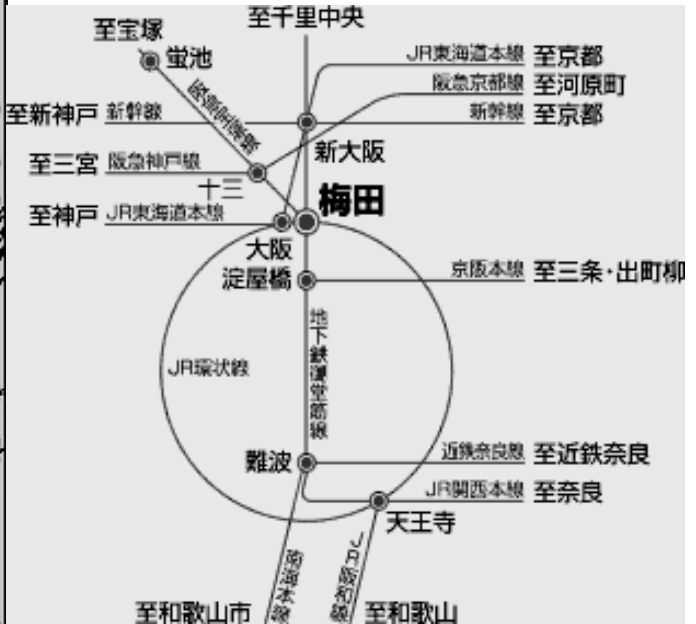 至千里中央
至宝塚
蛍池
JR東海道本線 至京都
阪急京都線 至河原町
阪急宝塚線
至新神戸 新幹線
新幹線 至京都
新大阪
至三宮 阪急神戸線
十三
梅田
至神戸 JR東海道本線
大阪
淀屋橋
京阪本線 至三条・出町柳
地下鉄御堂筋線
JR環状線
難波
近鉄奈良線 至近鉄奈良
JR関西本線 至奈良
天王寺
南海本線
JR阪和線
至和歌山市
至和歌山